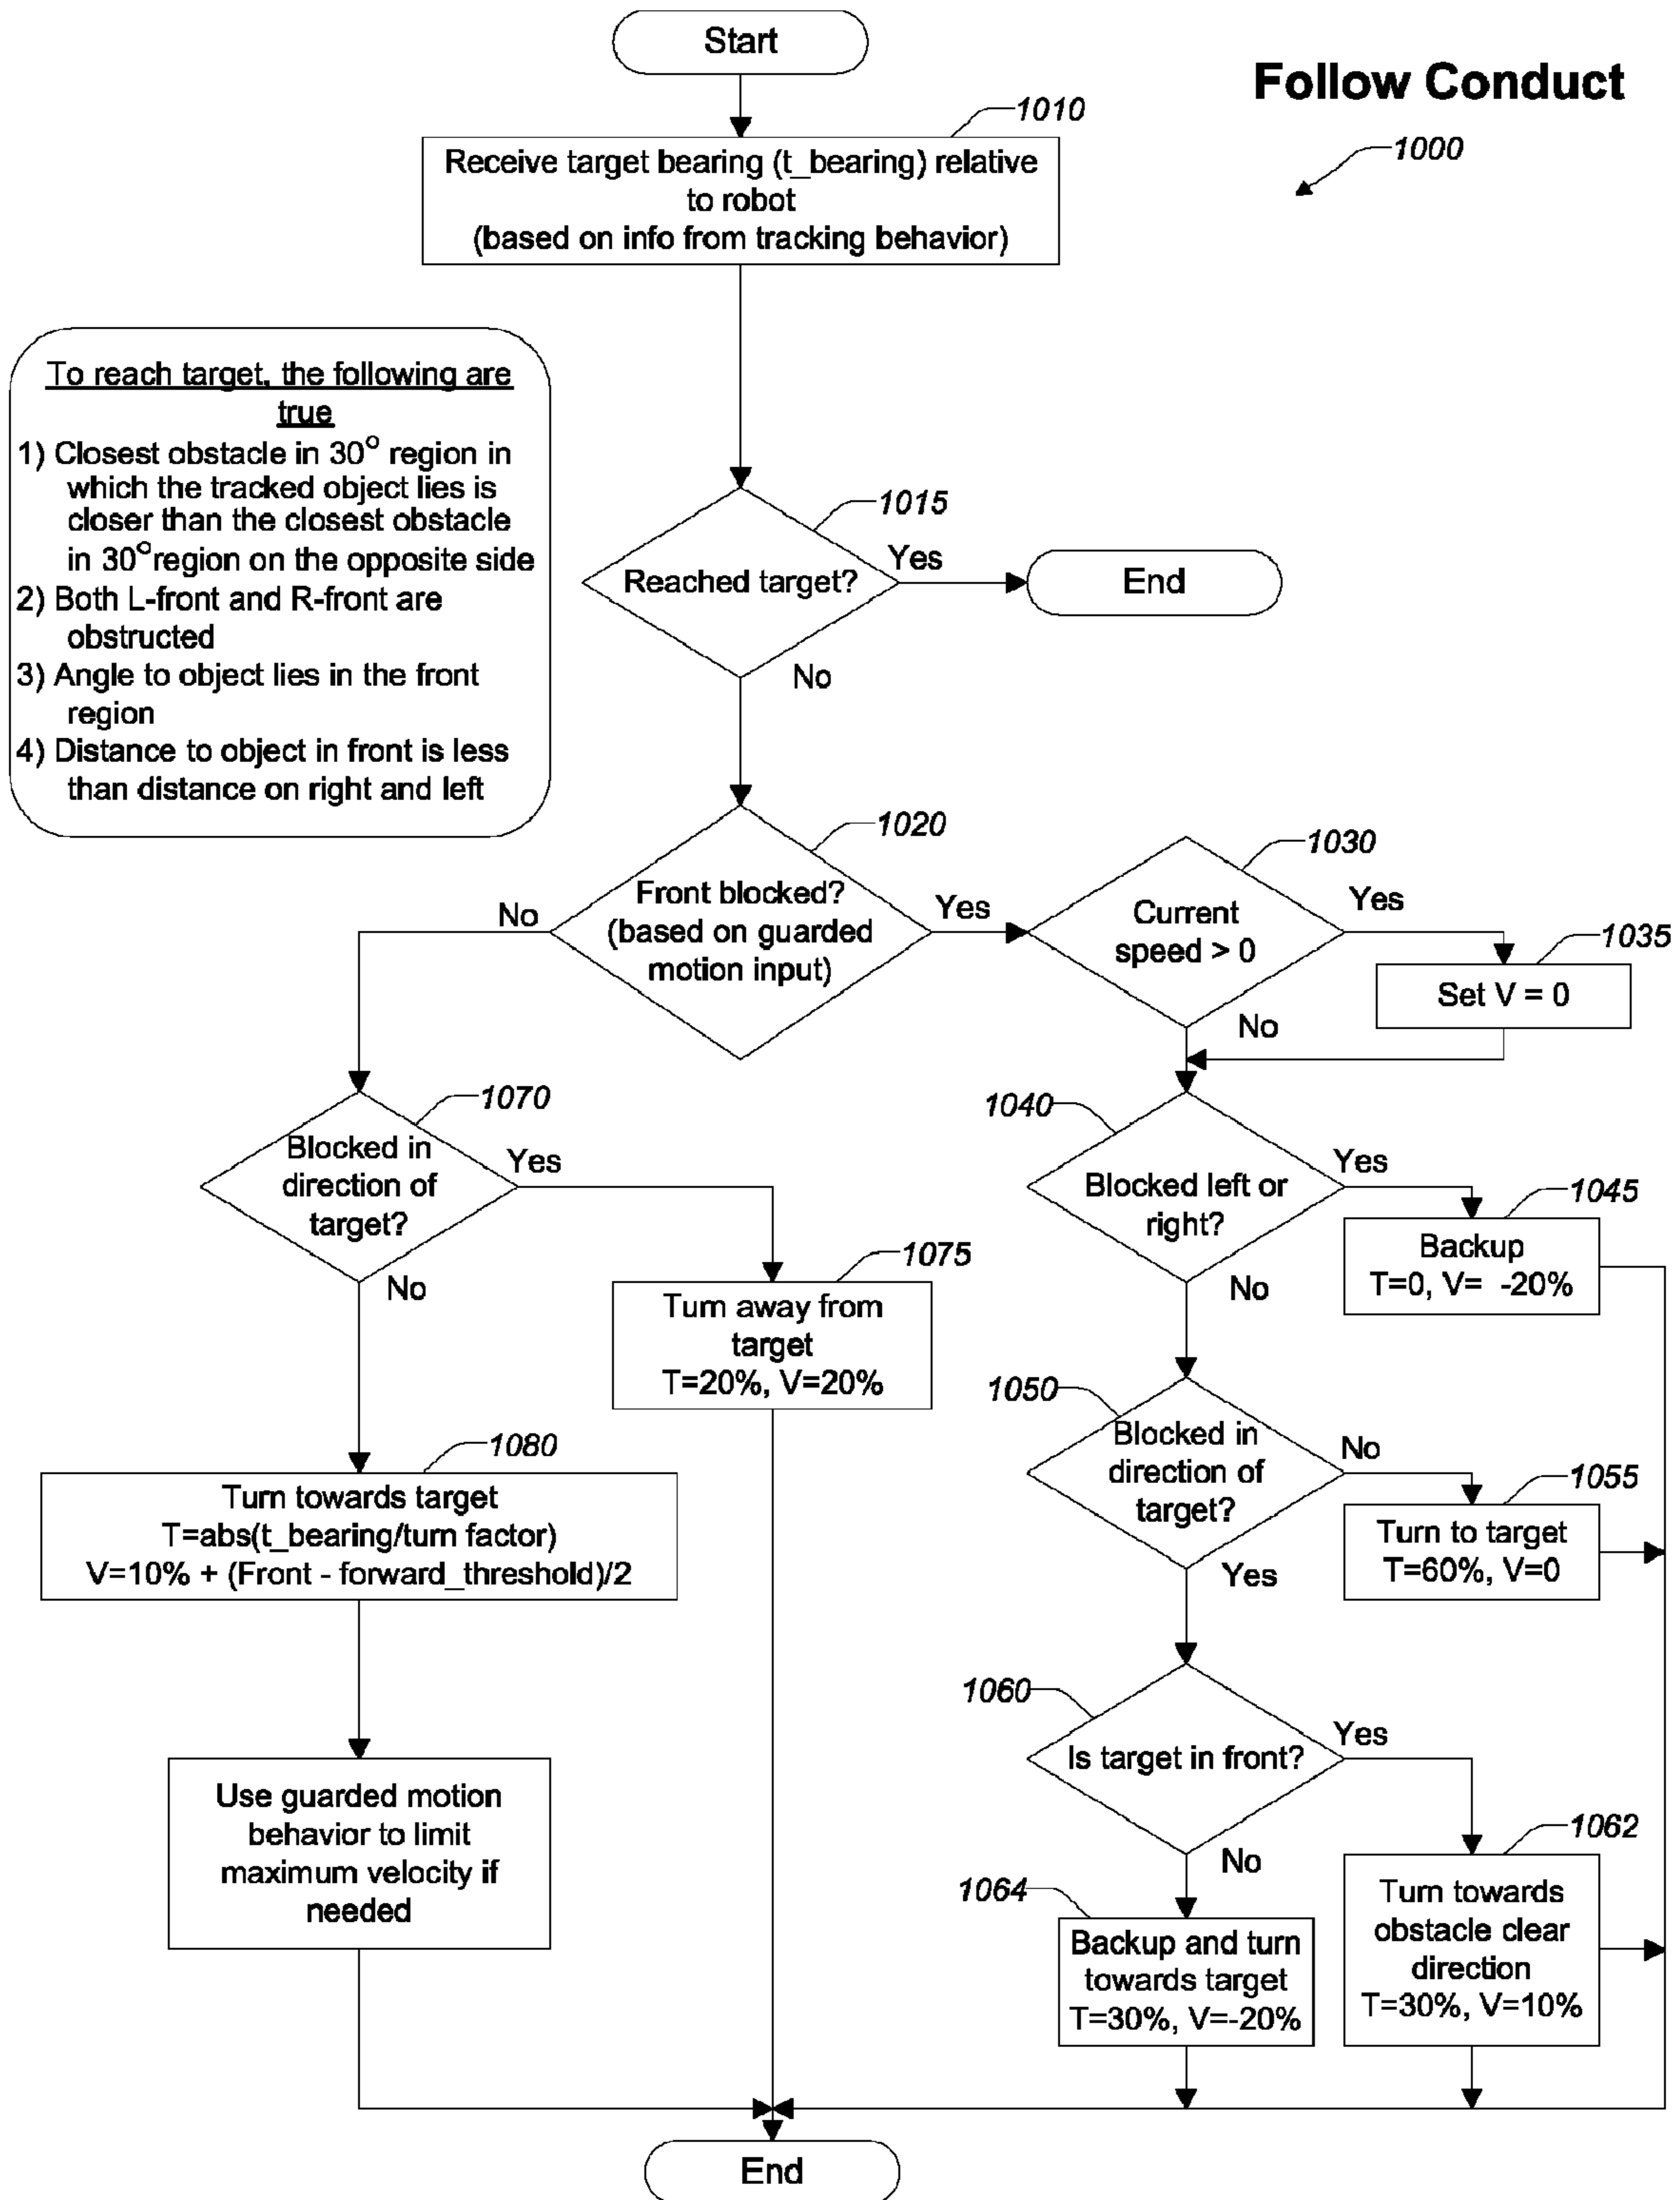 Start
Follow Conduct
1000
1010
Receive target bearing (t_bearing) relative
to robot
(based on info from tracking behavior)
To reach target, the following are
true
1) Closest obstacle in 30° region in
which the tracked object lies is
closer than the closest obstacle
in 30° region on the opposite side
2) Both L-front and R-front are
obstructed
3) Angle to object lies in the front
region
4) Distance to object in front is less
than distance on right and left
1015
Reached target?
Yes
End
No
1020
Front blocked?
(based on guarded
motion input)
No
Yes
1030
Current
speed > 0
Yes
1035
Set V = 0
No
1070
Blocked in
direction of
target?
Yes
No
1075
Turn away from
target
T=20%, V=20%
1040
Blocked left or
right?
Yes
1045
Backup
T=0, V= -20%
No
1050
Blocked in
direction of
target?
No
1055
Turn to target
T=60%, V=0
Yes
1080
Turn towards target
T=abs(t_bearing/turn factor)
V=10% + (Front - forward_threshold)/2
Use guarded motion
behavior to limit
maximum velocity if
needed
1060
Is target in front?
Yes
1062
Turn towards
obstacle clear
direction
T=30%, V=10%
No
1064
Backup and turn
towards target
T=30%, V=-20%
End